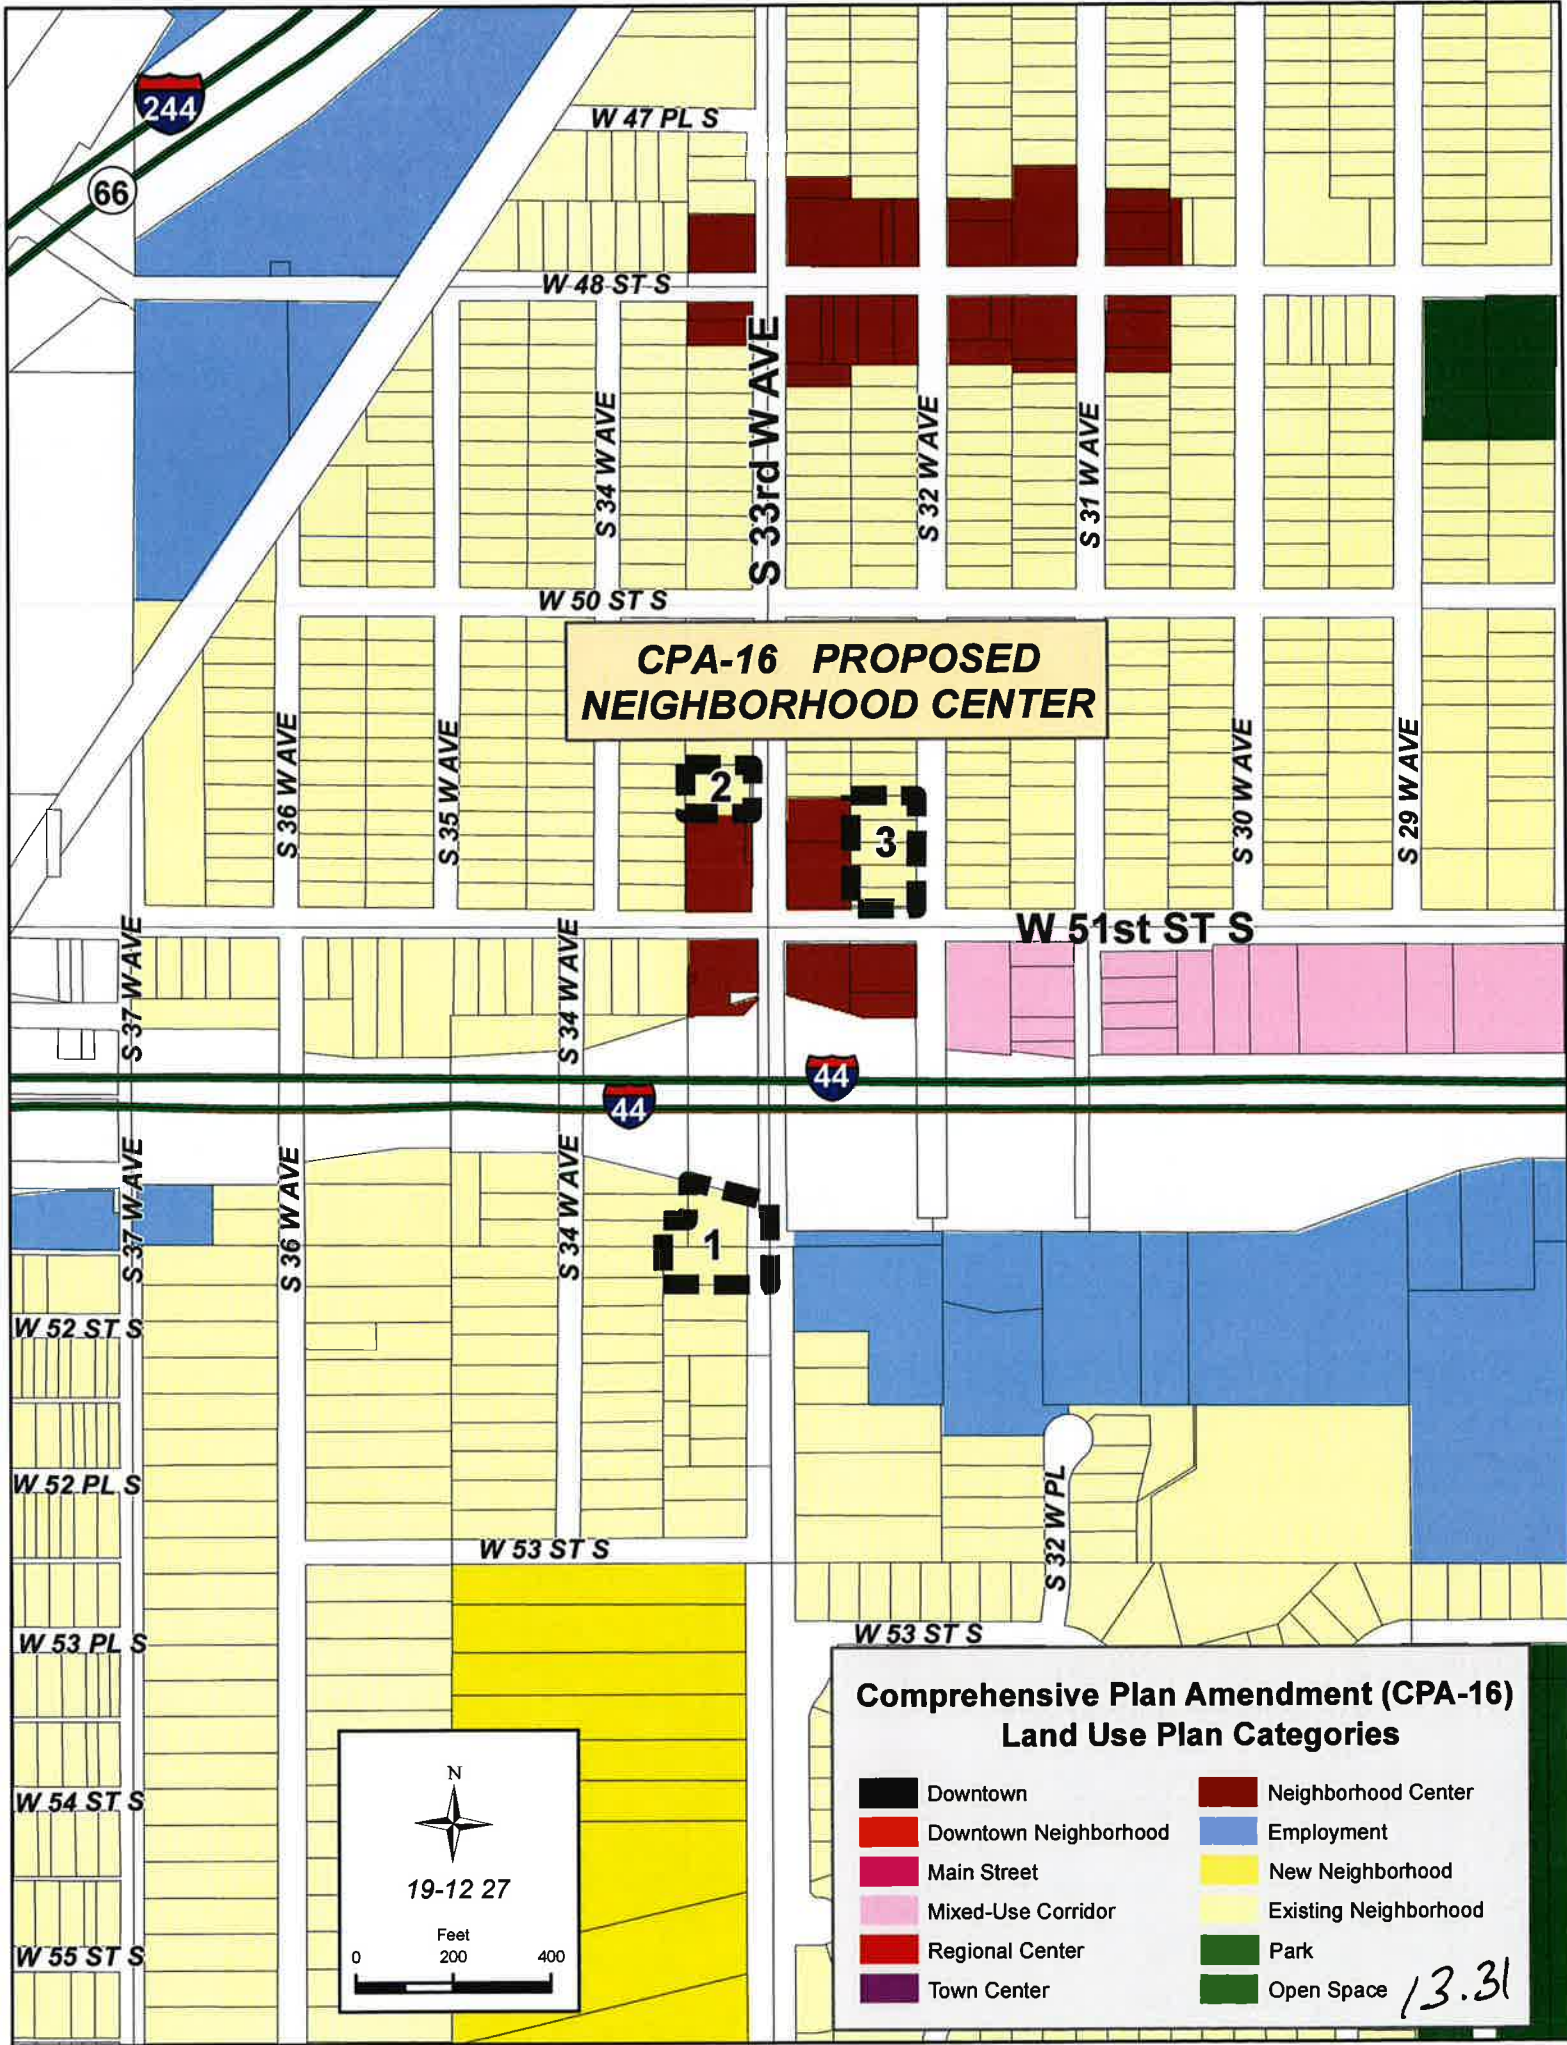 244
66
W 47 PL S
W 48 ST S
S 34 W AVE
S 33rd W AVE
S 32 W AVE
S 31 W AVE
W 50 ST S
CPA-16 PROPOSED
NEIGHBORHOOD CENTER
S 36 W AVE
S 35 W AVE
2
3
S 30 W AVE
S 29 W AVE
W 51st ST S
S 37 W AVE
S 34 W AVE
44
44
S 37 W AVE
S 36 W AVE
S 34 W AVE
1
W 52 ST S
W 52 PL S
S 32 W PL
W 53 ST S
W 53 ST S
W 53 PL S
W 54 ST S
W 55 ST S
N
19-12 27
Feet
0 200 400
Comprehensive Plan Amendment (CPA-16)
Land Use Plan Categories
Downtown
Downtown Neighborhood
Main Street
Mixed-Use Corridor
Regional Center
Town Center
Neighborhood Center
Employment
New Neighborhood
Existing Neighborhood
Park
Open Space
13.31